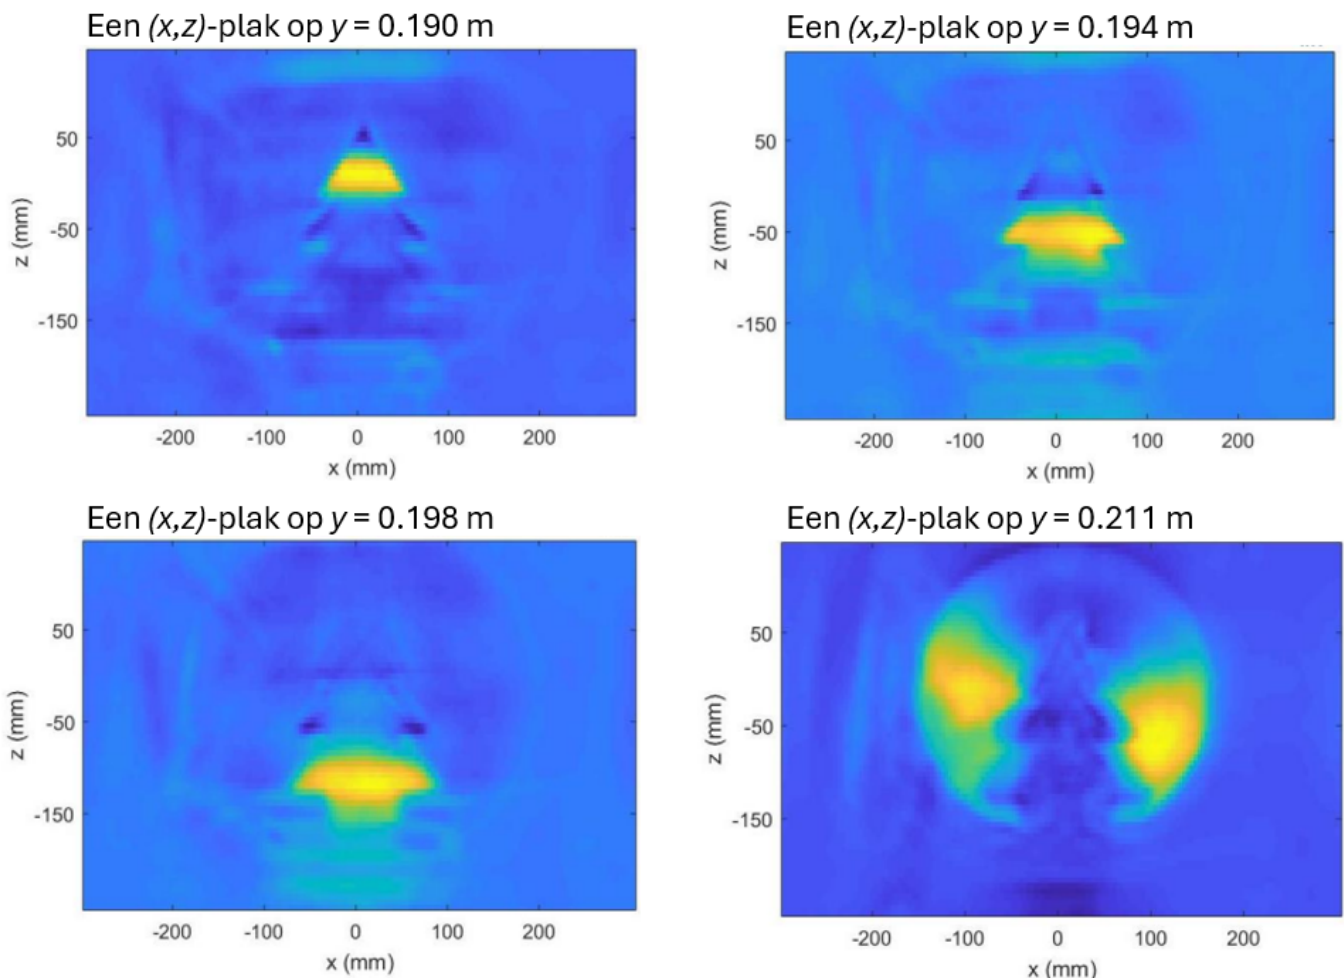 Een (x,z)-plak op y = 0.190 m
50
-50
-150
z (mm)
-200 -100 0 100 200
x (mm)
Een (x,z)-plak op y = 0.194 m
50
-50
-150
z (mm)
-200 -100 0 100 200
x (mm)
Een (x,z)-plak op y = 0.198 m
50
-50
-150
z (mm)
-200 -100 0 100 200
x (mm)
Een (x,z)-plak op y = 0.211 m
50
-50
-150
z (mm)
-200 -100 0 100 200
x (mm)